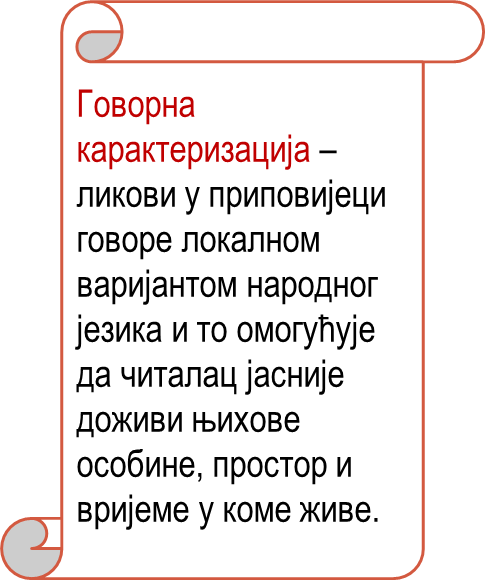 Говорна
карактеризација –
ликови у приповијеци
говоре локалном
варијантом народног
језика и то омогућује
да читалац јасније
доживи њихове
особине, простор и
вријеме у коме живе.